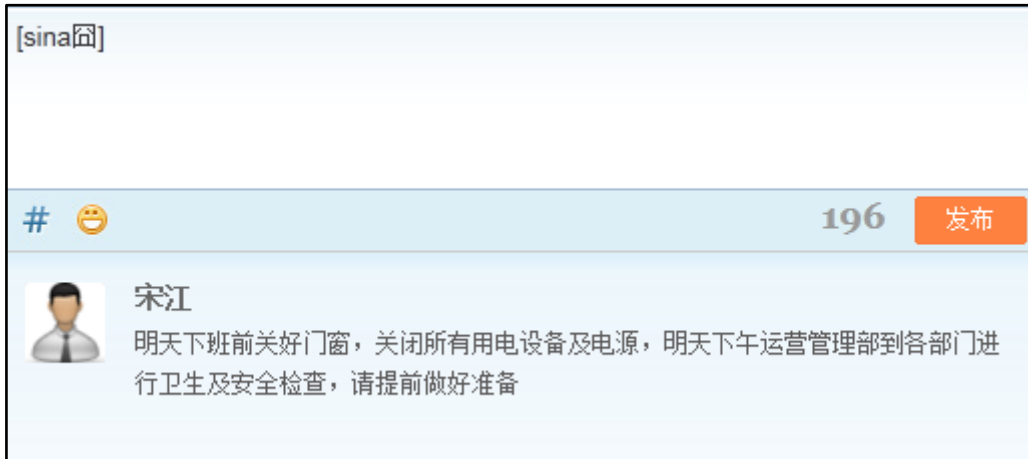 [sina囧]
# 196 发布
宋江
明天下班前关好门窗，关闭所有用电设备及电源，明天下午运营管理部到各部门进
行卫生及安全检查，请提前做好准备